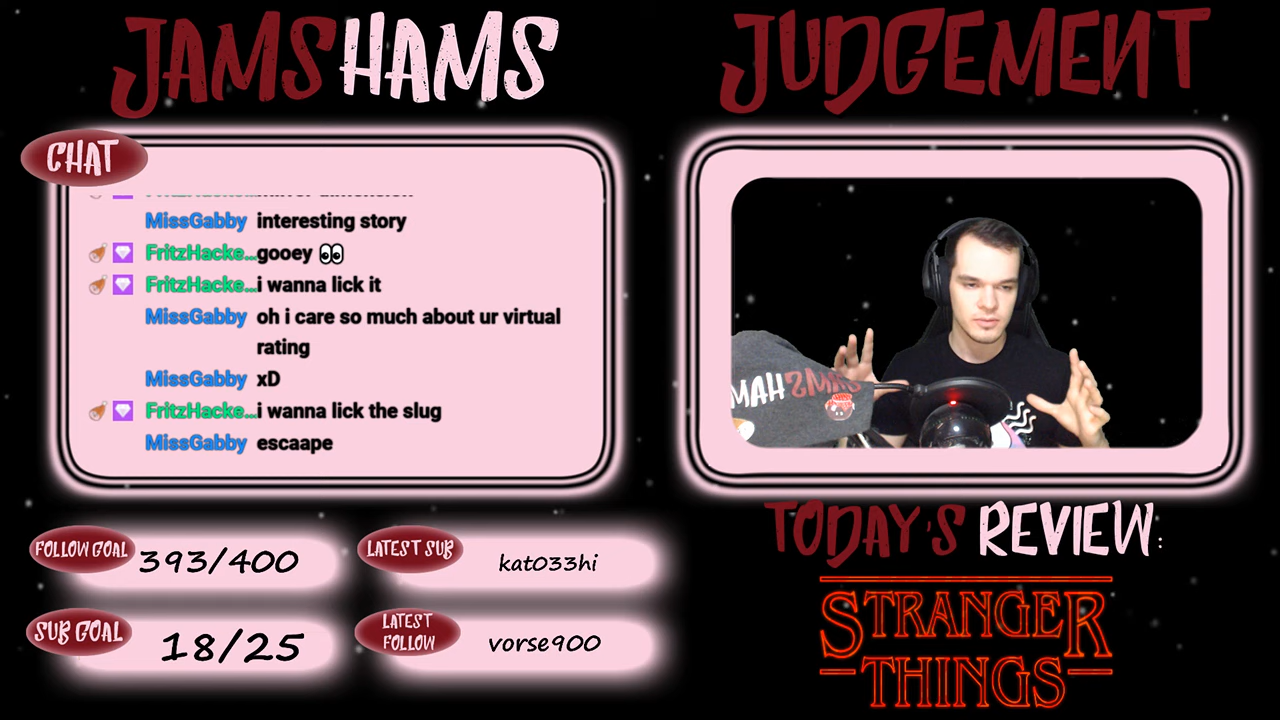 JAMSHAMS
JUDGEMENT
CHAT
MissGabby interesting story
FritzHacke...gooey 👀
FritzHacke...i wanna lick it
MissGabby oh i care so much about ur virtual
rating
MissGabby xD
FritzHacke...i wanna lick the slug
MissGabby escaape
FOLLOW GOAL 393/400
LATEST SUB kat033hi
SUB GOAL 18/25
LATEST
FOLLOW
vorse900
TODAY'S REVIEW:
STRANGER
THINGS